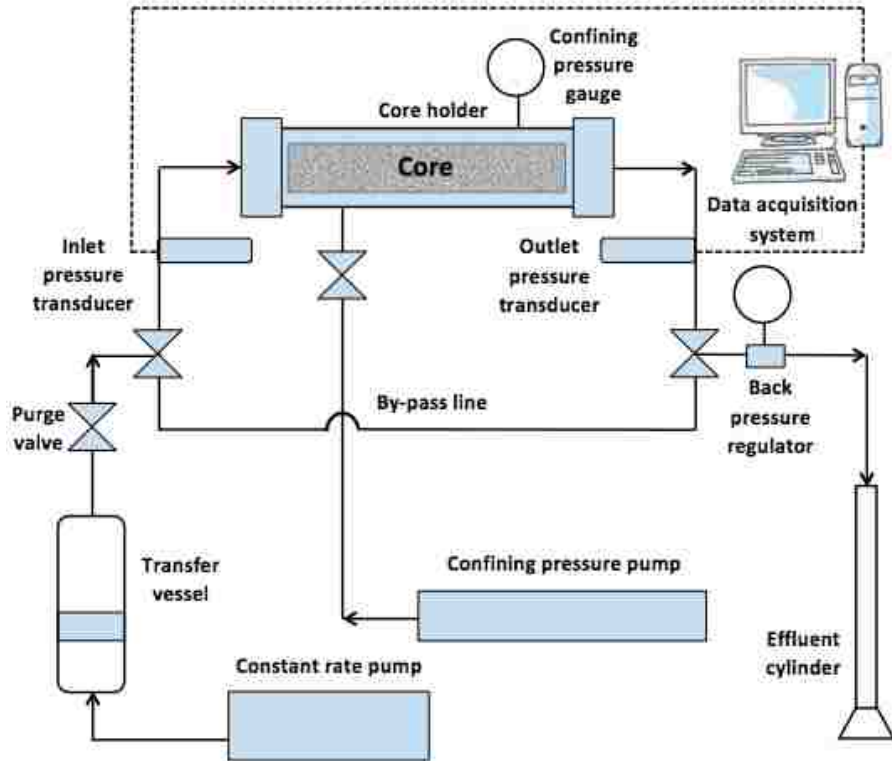 Confining
pressure
gauge
Core holder
Core
Data acquisition
system
Inlet
pressure
transducer
Outlet
pressure
transducer
Purge
valve
By-pass line
Back
pressure
regulator
Transfer
vessel
Confining pressure pump
Constant rate pump
Effluent
cylinder